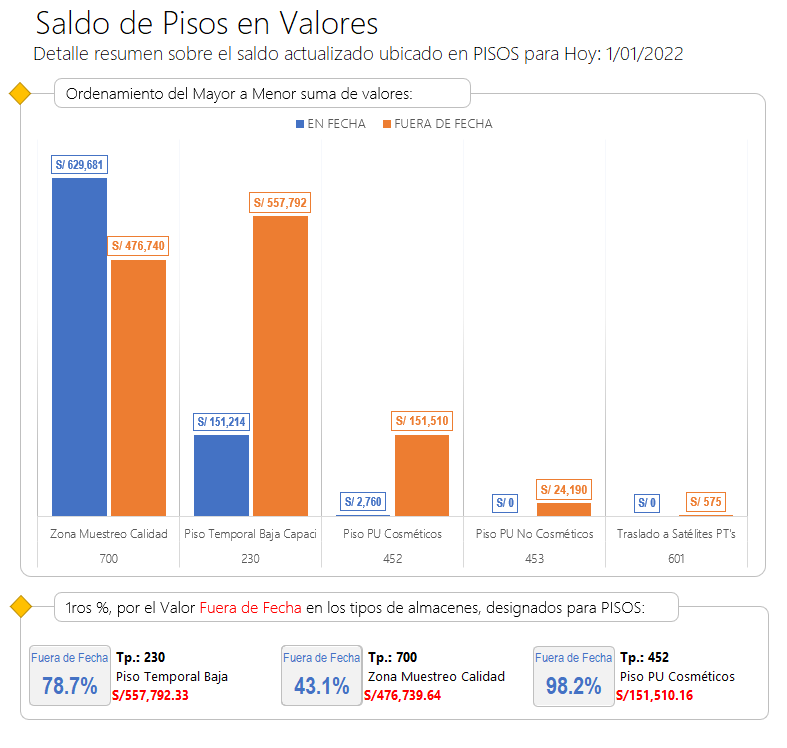 Saldo de Pisos en Valores
Detalle resumen sobre el saldo actualizado ubicado en PISOS para Hoy: 1/01/2022
Ordenamiento del Mayor a Menor suma de valores:
EN FECHA FUERA DE FECHA
S/ 629,681
S/ 476,740
S/ 151,214
S/ 557,792
S/ 2,760
S/ 151,510
S/ 0
S/ 24,190
S/ 0
S/ 575
Zona Muestreo Calidad Piso Temporal Baja Capaci Piso PU Cosméticos Piso PU No Cosméticos Traslado a Satélites PT's
700 230 452 453 601
1ros %, por el Valor Fuera de Fecha en los tipos de almacenes, designados para PISOS:
Fuera de Fecha
78.7%
Tp.: 230
Piso Temporal Baja
S/557,792.33
Fuera de Fecha
43.1%
Tp.: 700
Zona Muestreo Calidad
S/476,739.64
Fuera de Fecha
98.2%
Tp.: 452
Piso PU Cosméticos
S/151,510.16